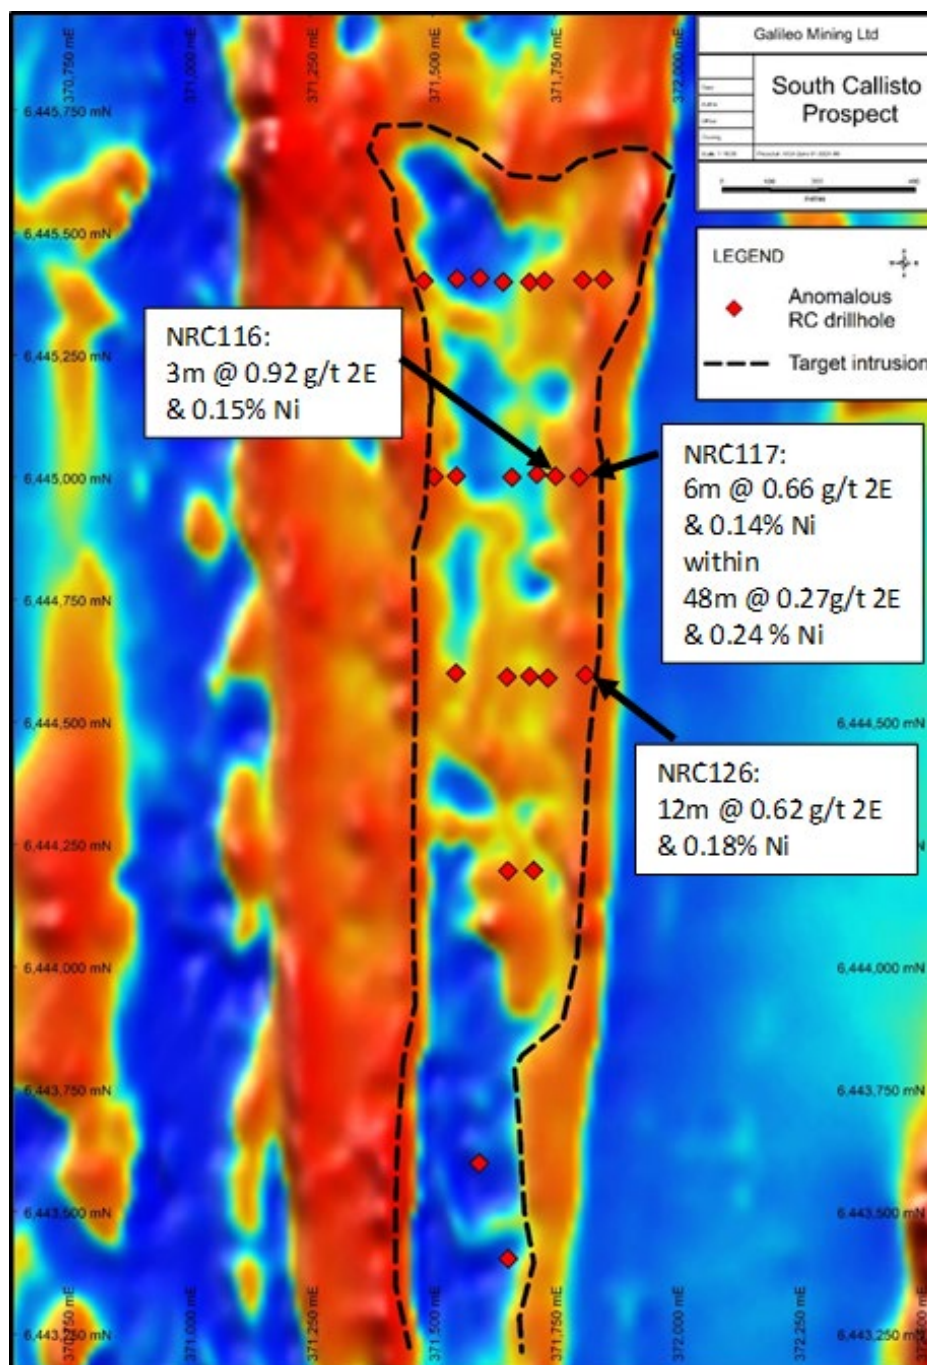 370,750 mE
371,000 mE
371,250 mE
371,500 mE
371,750 mE
372,000 mE
Galileo Mining Ltd
South Callisto
Prospect
LEGEND
Anomalous
RC drillhole
Target intrusion
6,445,750 mN
6,445,500 mN
6,445,250 mN
6,445,000 mN
6,444,750 mN
6,444,500 mN
6,444,250 mN
6,444,000 mN
6,443,750 mN
6,443,500 mN
6,443,250 mN
NRC116:
3m @ 0.92 g/t 2E
& 0.15% Ni
NRC117:
6m @ 0.66 g/t 2E
& 0.14% Ni
within
48m @ 0.27g/t 2E
& 0.24 % Ni
NRC126:
12m @ 0.62 g/t 2E
& 0.18% Ni
6,444,500 mN
6,444,000 mN
6,443,750 mN
6,443,500 mN
6,443,250 mN
370,750 mE
371,000 mE
371,250 mE
371,500 mE
371,750 mE
372,000 mE
372,250 mE